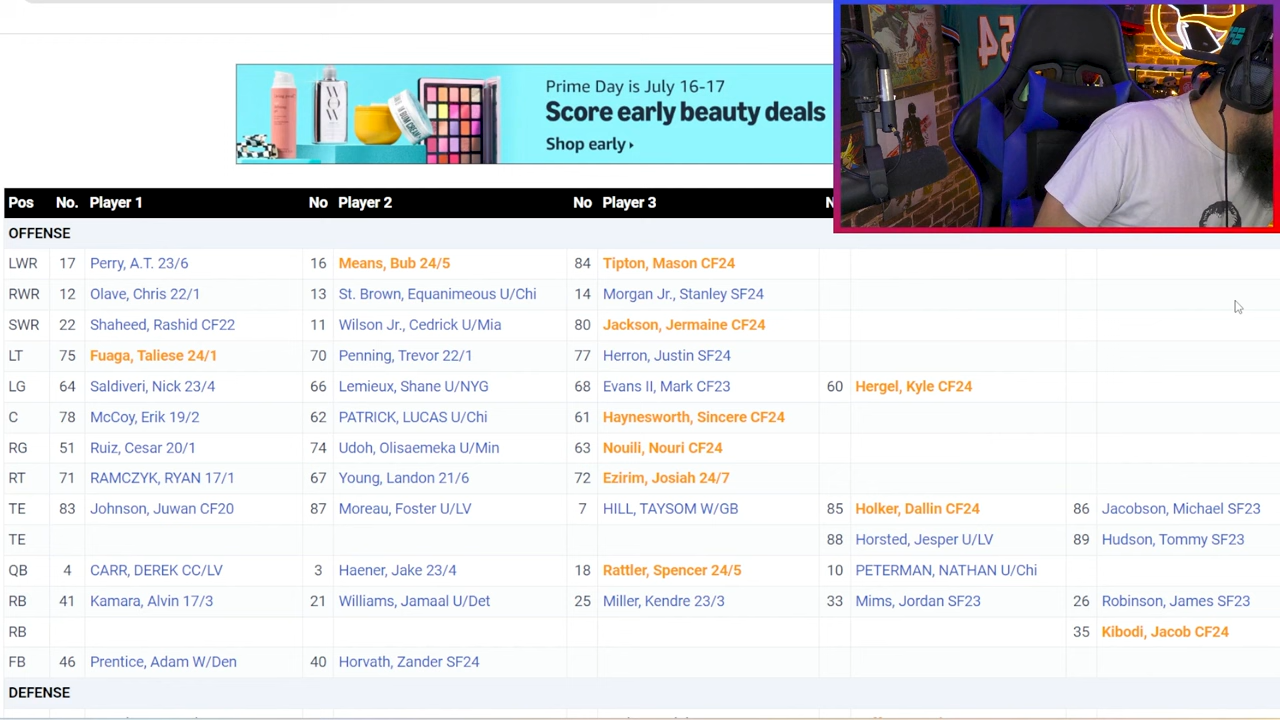 Prime Day is July 16-17
Score early beauty deals
Shop early ›
WOW
54
Pos No. Player 1 No Player 2 No Player 3 N
OFFENSE
LWR 17 Perry, A.T. 23/6 16 Means, Bub 24/5 84 Tipton, Mason CF24
RWR 12 Olave, Chris 22/1 13 St. Brown, Equanimeous U/Chi 14 Morgan Jr., Stanley SF24
SWR 22 Shaheed, Rashid CF22 11 Wilson Jr., Cedrick U/Mia 80 Jackson, Jermaine CF24
LT 75 Fuaga, Taliese 24/1 70 Penning, Trevor 22/1 77 Herron, Justin SF24
LG 64 Saldiveri, Nick 23/4 66 Lemieux, Shane U/NYG 68 Evans II, Mark CF23 60 Hergel, Kyle CF24
C 78 McCoy, Erik 19/2 62 PATRICK, LUCAS U/Chi 61 Haynesworth, Sincere CF24
RG 51 Ruiz, Cesar 20/1 74 Udoh, Olisaemeka U/Min 63 Nouili, Nouri CF24
RT 71 RAMCZYK, RYAN 17/1 67 Young, Landon 21/6 72 Ezirim, Josiah 24/7
TE 83 Johnson, Juwan CF20 87 Moreau, Foster U/LV 7 HILL, TAYSOM W/GB 85 Holker, Dallin CF24 86 Jacobson, Michael SF23
TE 88 Horsted, Jesper U/LV 89 Hudson, Tommy SF23
QB 4 CARR, DEREK CC/LV 3 Haener, Jake 23/4 18 Rattler, Spencer 24/5 10 PETERMAN, NATHAN U/Chi
RB 41 Kamara, Alvin 17/3 21 Williams, Jamaal U/Det 25 Miller, Kendre 23/3 33 Mims, Jordan SF23 26 Robinson, James SF23
RB 35 Kibodi, Jacob CF24
FB 46 Prentice, Adam W/Den 40 Horvath, Zander SF24
DEFENSE